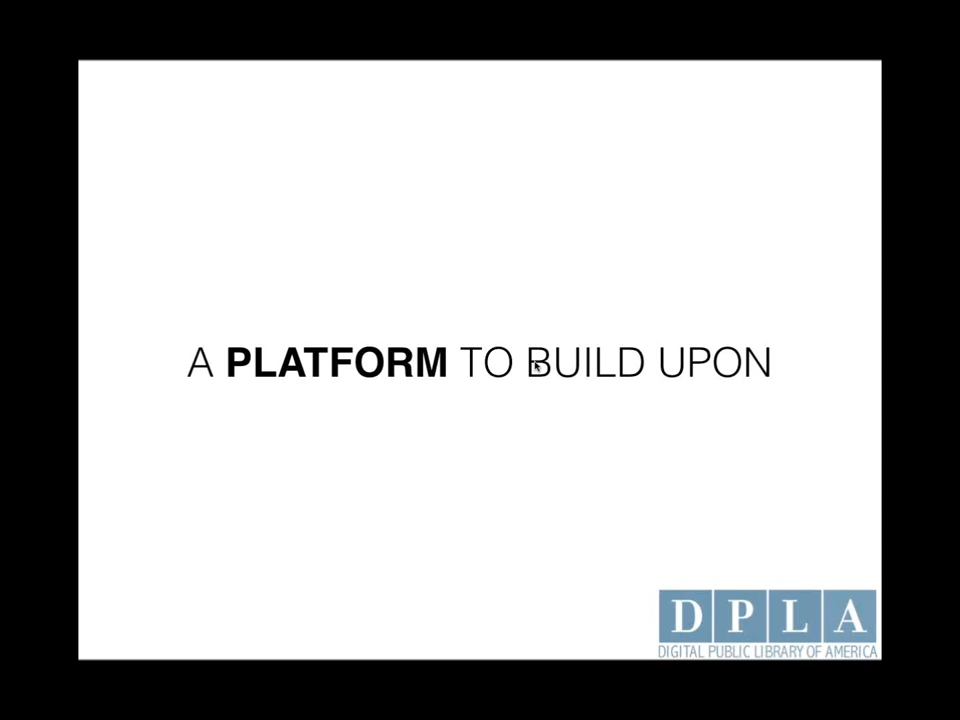 A PLATFORM TO BUILD UPON
DPLA
DIGITAL PUBLIC LIBRARY OF AMERICA